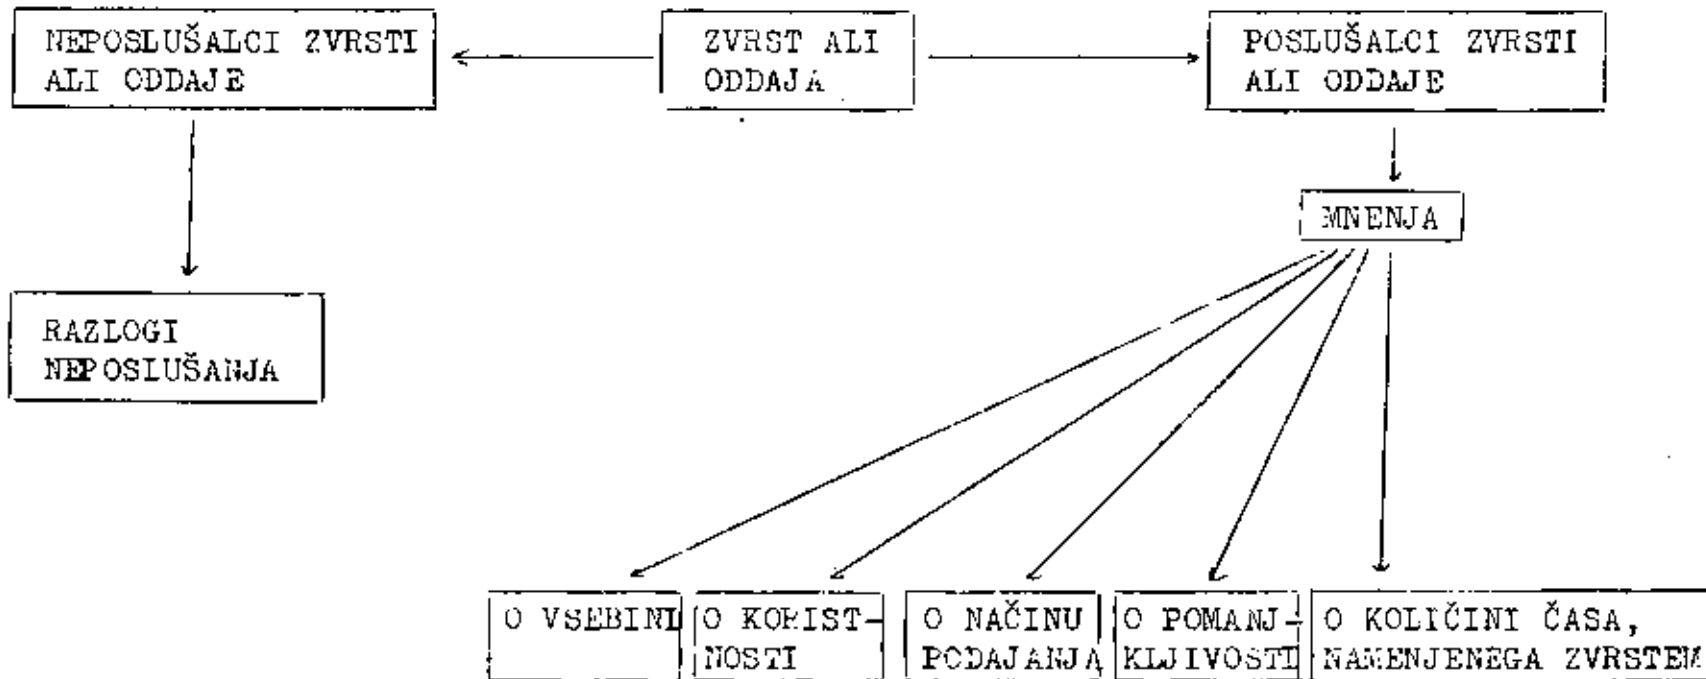 NEPOSLUŠALCI ZVRSTI
ALI ODDAJE
ZVRST ALI
ODDAJA
POSLUŠALCI ZVRSTI
ALI ODDAJE
MNENJA
RAZLOGI
NEPOSLUŠANJA
O VSEBINI
O KORIST-
NOSTI
O NAČINU
PODAJANJA
O POMANJ-
KLJIVOSTI
O KOLIČINI ČASA,
NAMENJENEGA ZVRSTEM